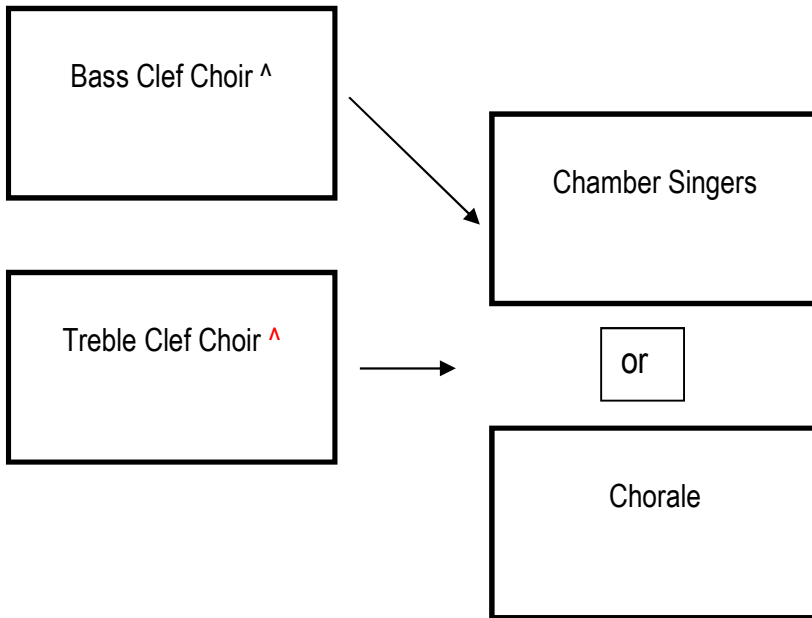 Bass Clef Choir ^
Chamber Singers
Treble Clef Choir ^
or
Chorale